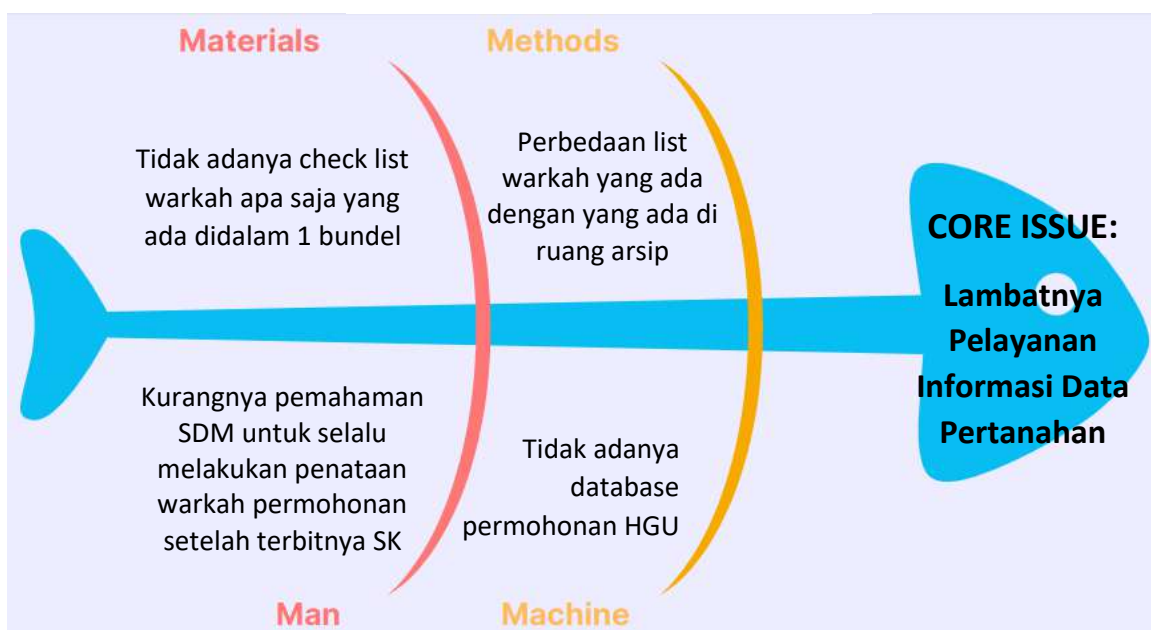 Materials
Tidak adanya check list
warkah apa saja yang
ada didalam 1 bundel
Methods
Perbedaan list
warkah yang ada
dengan yang ada di
ruang arsip
CORE ISSUE:
Lambatnya
Pelayanan
Informasi Data
Pertanahan
Kurangnya pemahaman
SDM untuk selalu
melakukan penataan
warkah permohonan
setelah terbitnya SK
Man
Tidak adanya
database
permohonan HGU
Machine